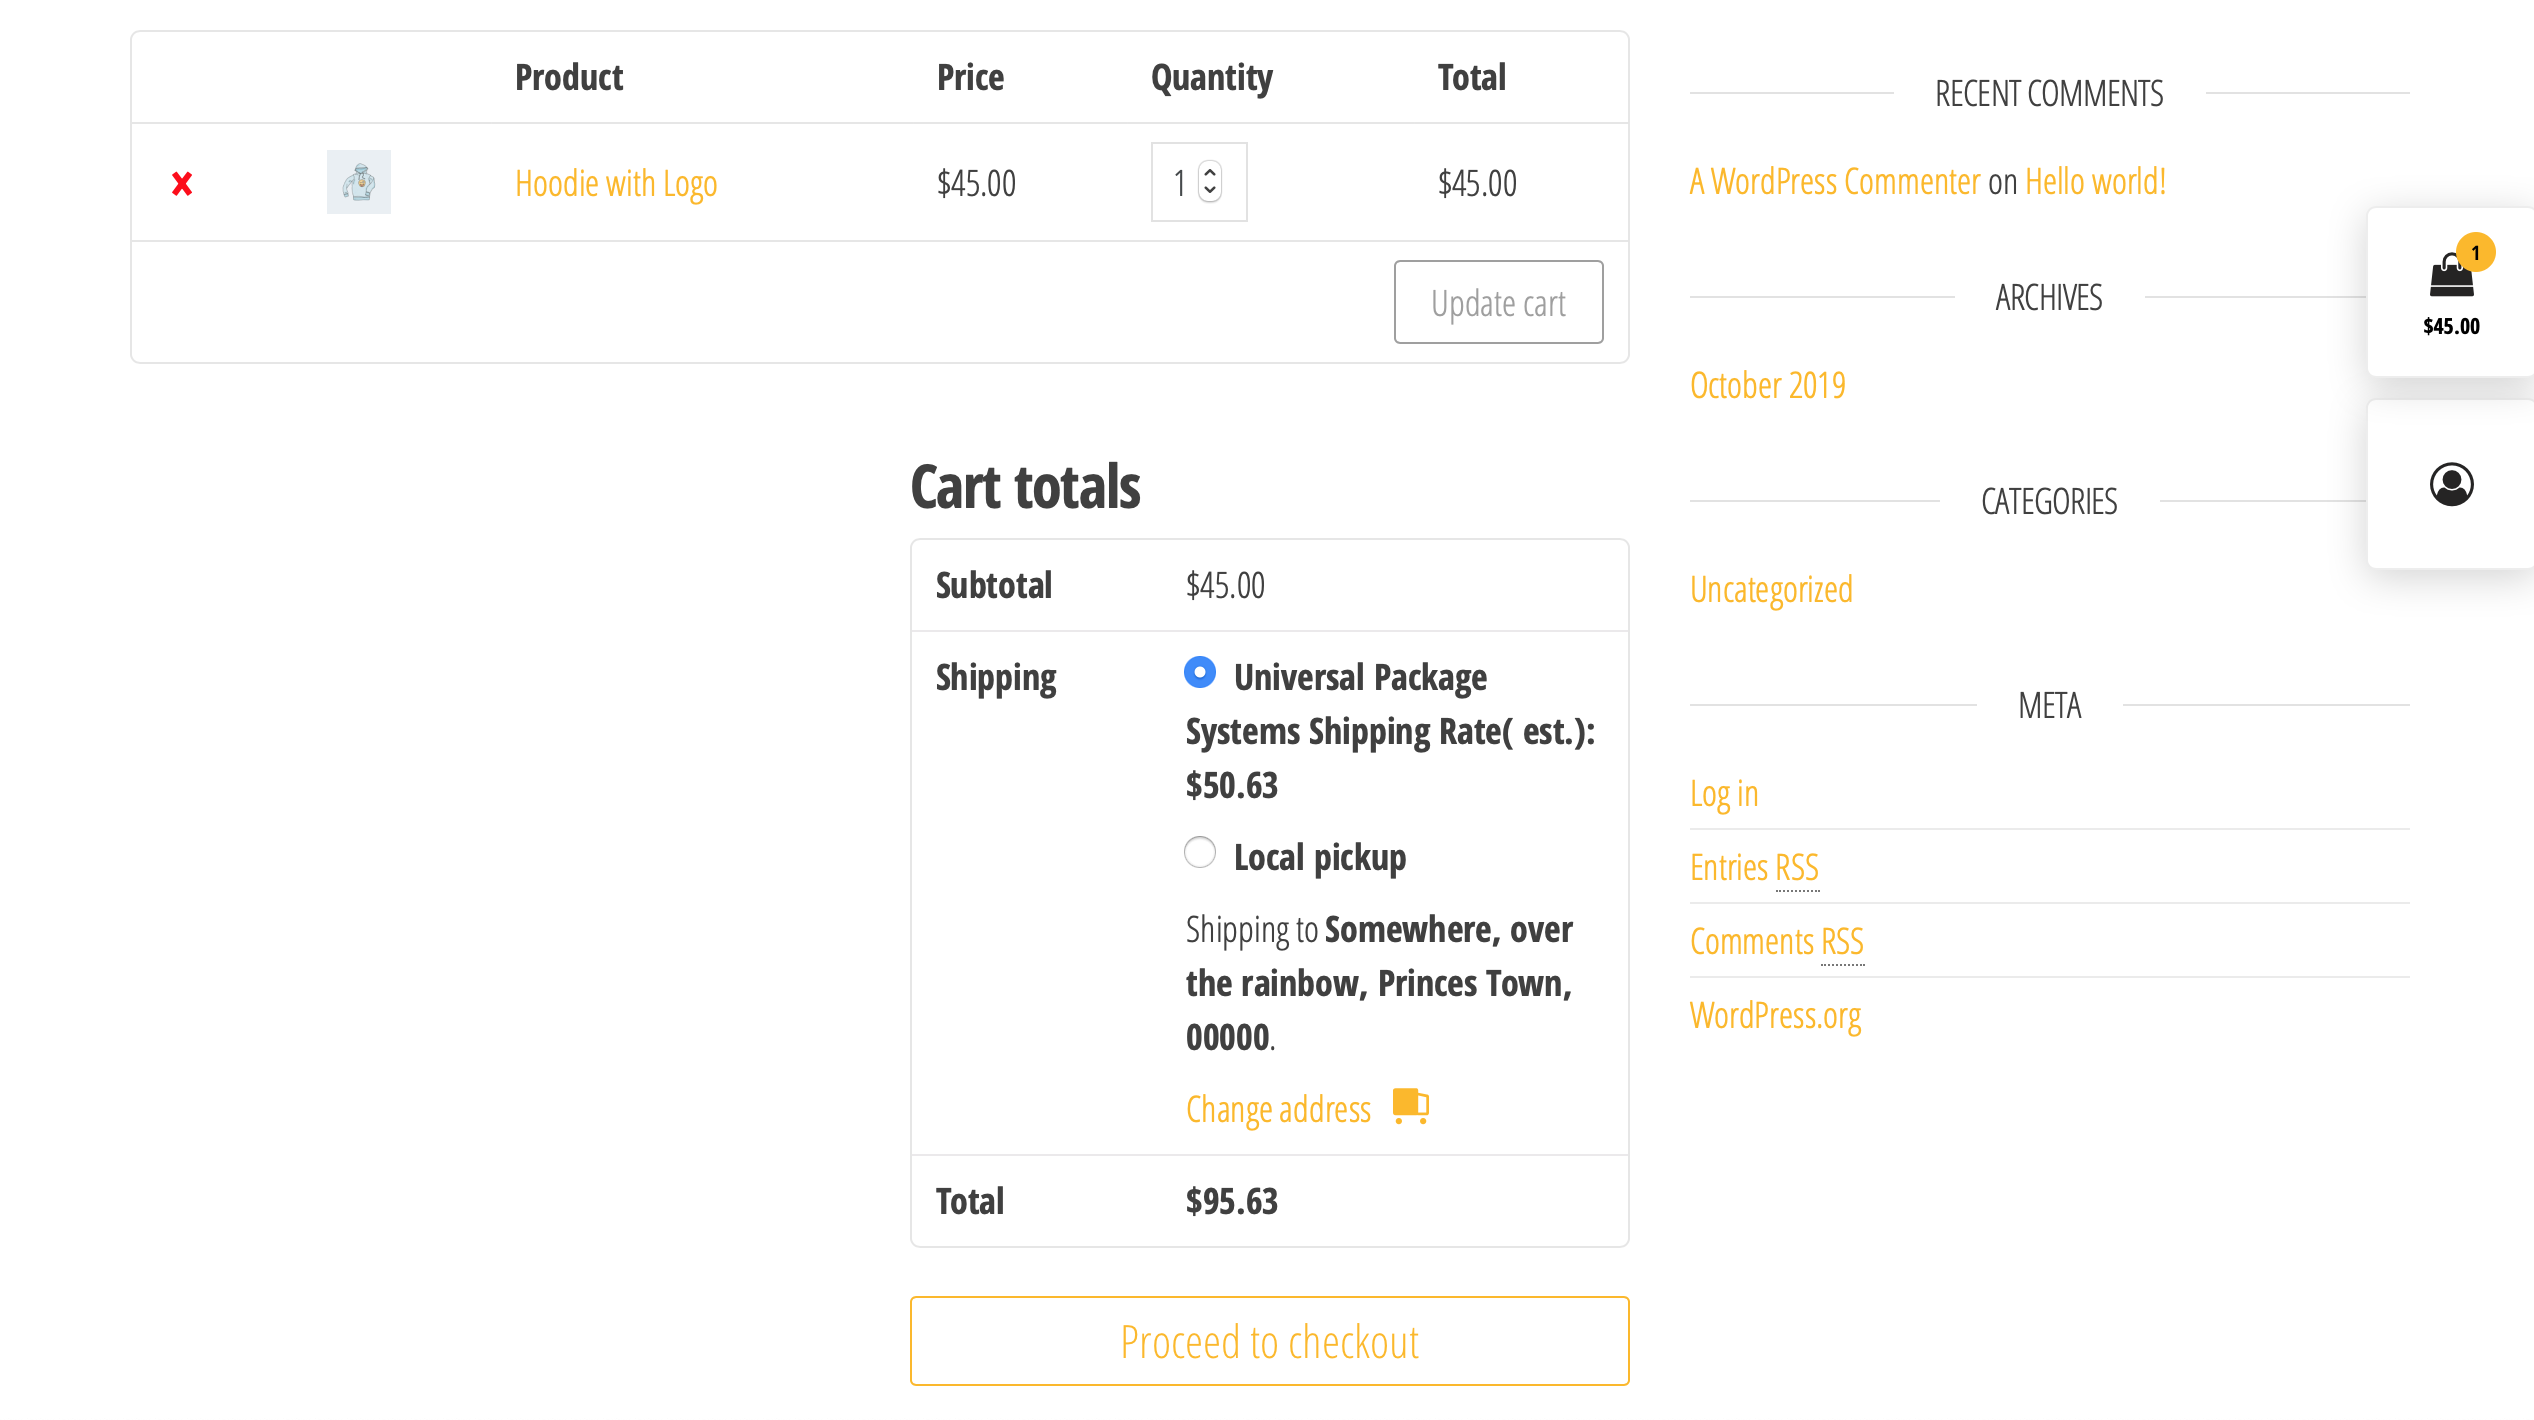 Product Price Quantity Total
Hoodie with Logo $45.00 1 $45.00
Update cart
Cart totals
Subtotal $45.00
Shipping Universal Package
Systems Shipping Rate( est.):
$50.63
Local pickup
Shipping to Somewhere, over
the rainbow, Princes Town,
00000.
Change address
Total $95.63
Proceed to checkout
RECENT COMMENTS
A WordPress Commenter on Hello world!
ARCHIVES
October 2019
CATEGORIES
Uncategorized
META
Log in
Entries RSS
Comments RSS
WordPress.org
1
$45.00